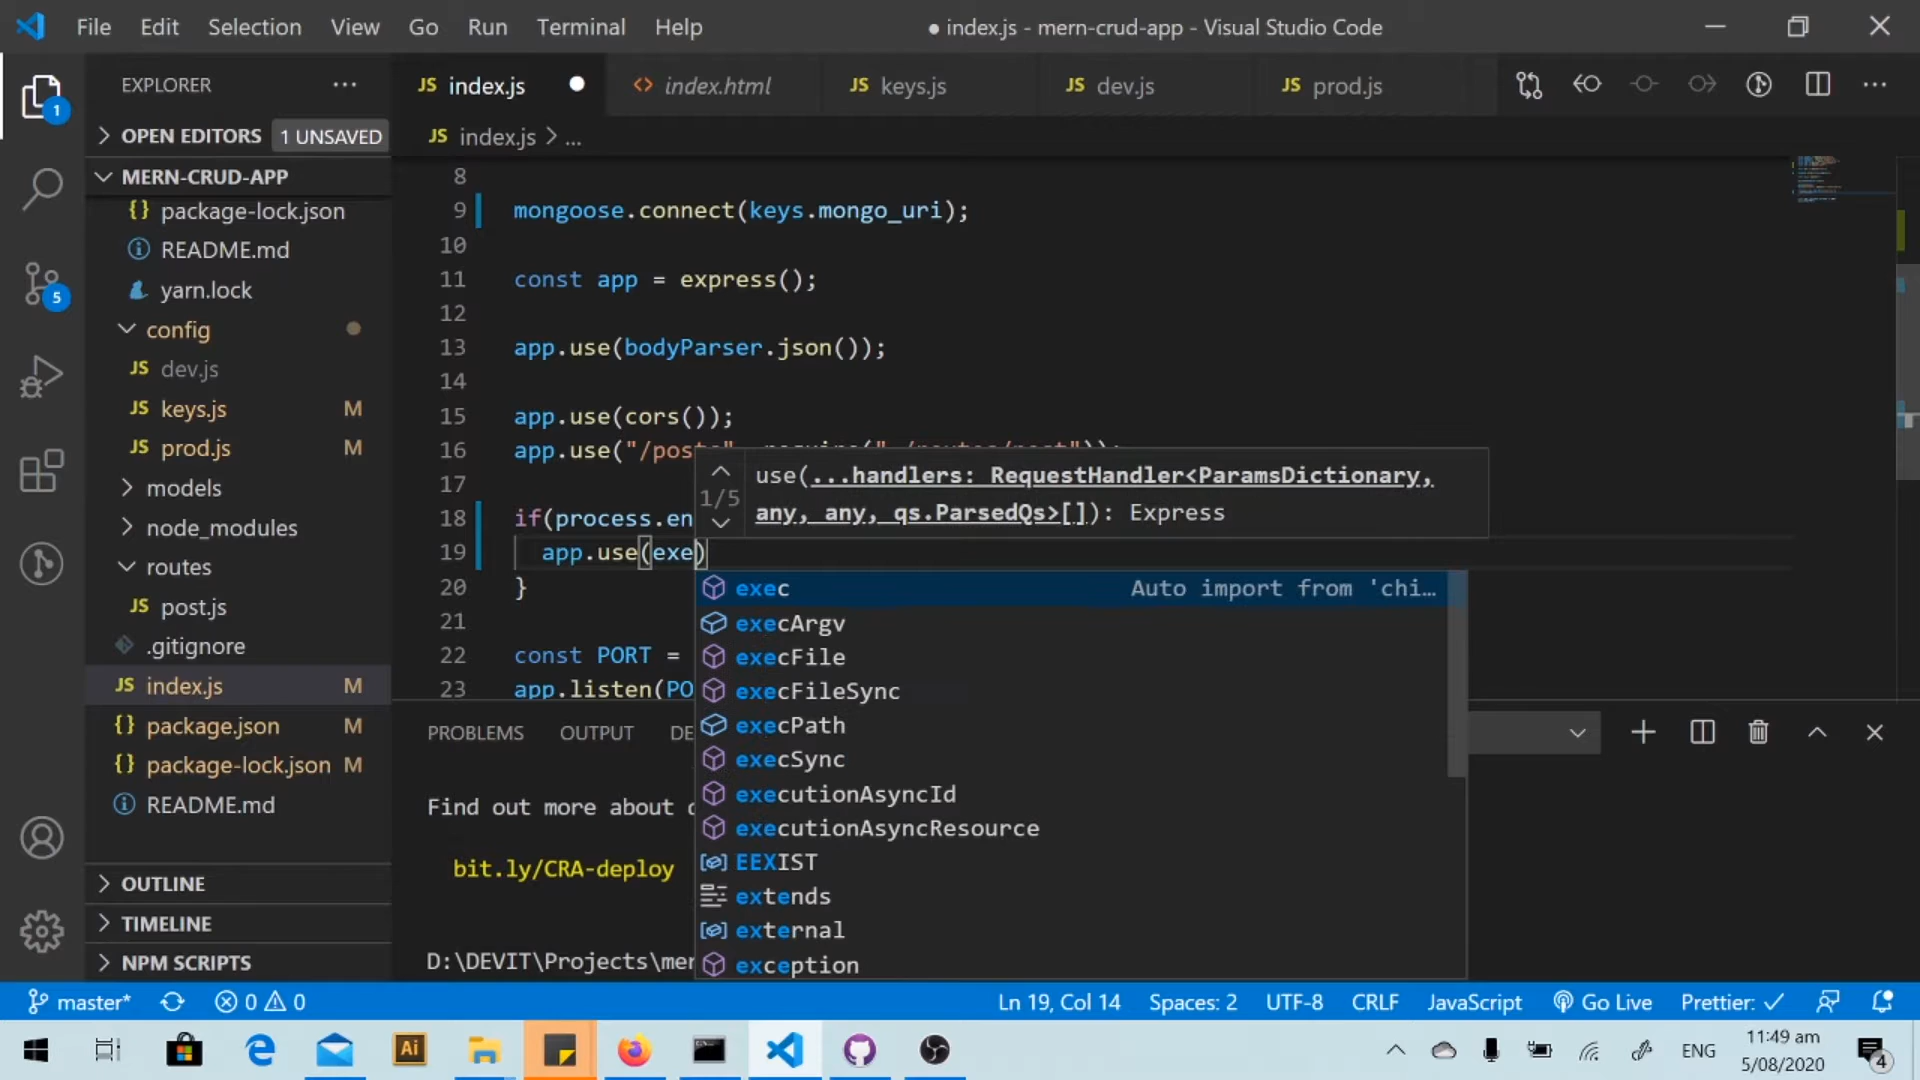 File Edit Selection View Go Run Terminal Help
● index.js - mern-crud-app - Visual Studio Code
EXPLORER
JS index.js
index.html
JS keys.js
JS dev.js
JS prod.js
1
OPEN EDITORS 1 UNSAVED
JS index.js > ...
MERN-CRUD-APP
{} package-lock.json
README.md
yarn.lock
config
JS dev.js
JS keys.js M
JS prod.js M
models
node_modules
routes
JS post.js
.gitignore
JS index.js M
{} package.json M
{} package-lock.json M
README.md
OUTLINE
TIMELINE
NPM SCRIPTS
5
8
9 mongoose.connect(keys.mongo_uri);
10
11 const app = express();
12
13 app.use(bodyParser.json());
14
15 app.use(cors());
16 app.use("/posts"
17
18 if(process.en
19 app.use(exe)
20 }
21
22 const PORT =
23 app.listen(PO
1/5
use(...handlers: RequestHandler<ParamsDictionary,
any, any, qs.ParsedQs>[]): Express
exec Auto import from 'chi…
execArgv
execFile
execFileSync
execPath
execSync
executionAsyncId
executionAsyncResource
EEXIST
extends
external
exception
PROBLEMS OUTPUT DE
Find out more about
bit.ly/CRA-deploy
D:\DEVIT\Projects\mer
master* 0 0
Ln 19, Col 14 Spaces: 2 UTF-8 CRLF JavaScript Go Live Prettier: ✓
Ai
ENG
11:49 am
5/08/2020
4